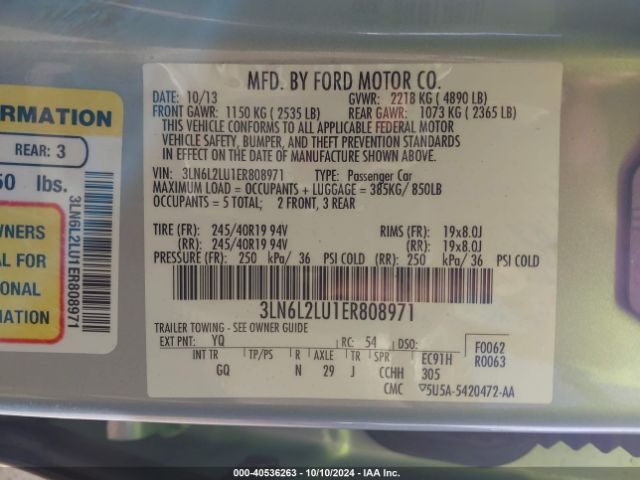 MFD. BY FORD MOTOR CO.
DATE: 10/13 GVWR: 2218 KG ( 4890 LB)
FRONT GAWR: 1150 KG ( 2535 LB) REAR GAWR: 1073 KG ( 2365 LB)
THIS VEHICLE CONFORMS TO ALL APPLICABLE FEDERAL MOTOR
VEHICLE SAFETY, BUMPER, AND THEFT PREVENTION STANDARDS
IN EFFECT ON THE DATE OF MANUFACTURE SHOWN ABOVE.
VIN: 3LN6L2LU1ER808971 TYPE: Passenger Car
MAXIMUM LOAD = OCCUPANTS + LUGGAGE = 385KG/ 850LB
OCCUPANTS = 5 TOTAL; 2 FRONT, 3 REAR
TIRE (FR): 245/40R19 94V RIMS (FR): 19x8.0J
(RR): 245/40R19 94V (RR): 19x8.0J
PRESSURE (FR): 250 kPa/ 36 PSI COLD (RR): 250 kPa/ 36 PSI COLD
3LN6L2LU1ER808971
TRAILER TOWING - SEE OWNER GUIDE
EXT PNT: YQ RC: 54 DSO: F0062
INT TR TP/PS R AXLE TR SPR EC91H R0063
GQ N 29 J CCHH 305
CMC ▽5U5A-5420472-AA
ORMATION
REAR: 3
50 lbs.
WNERS
AL FOR
TIONAL
ION
3LN6L2LU1ER808971
000-40536263 - 10/10/2024 - IAA Inc.